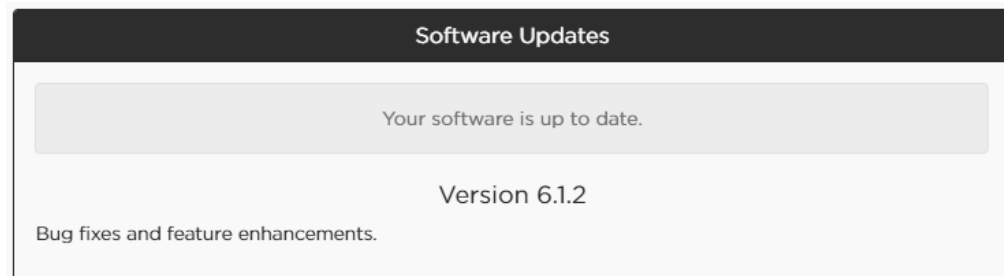 Software Updates
Your software is up to date.
Version 6.1.2
Bug fixes and feature enhancements.